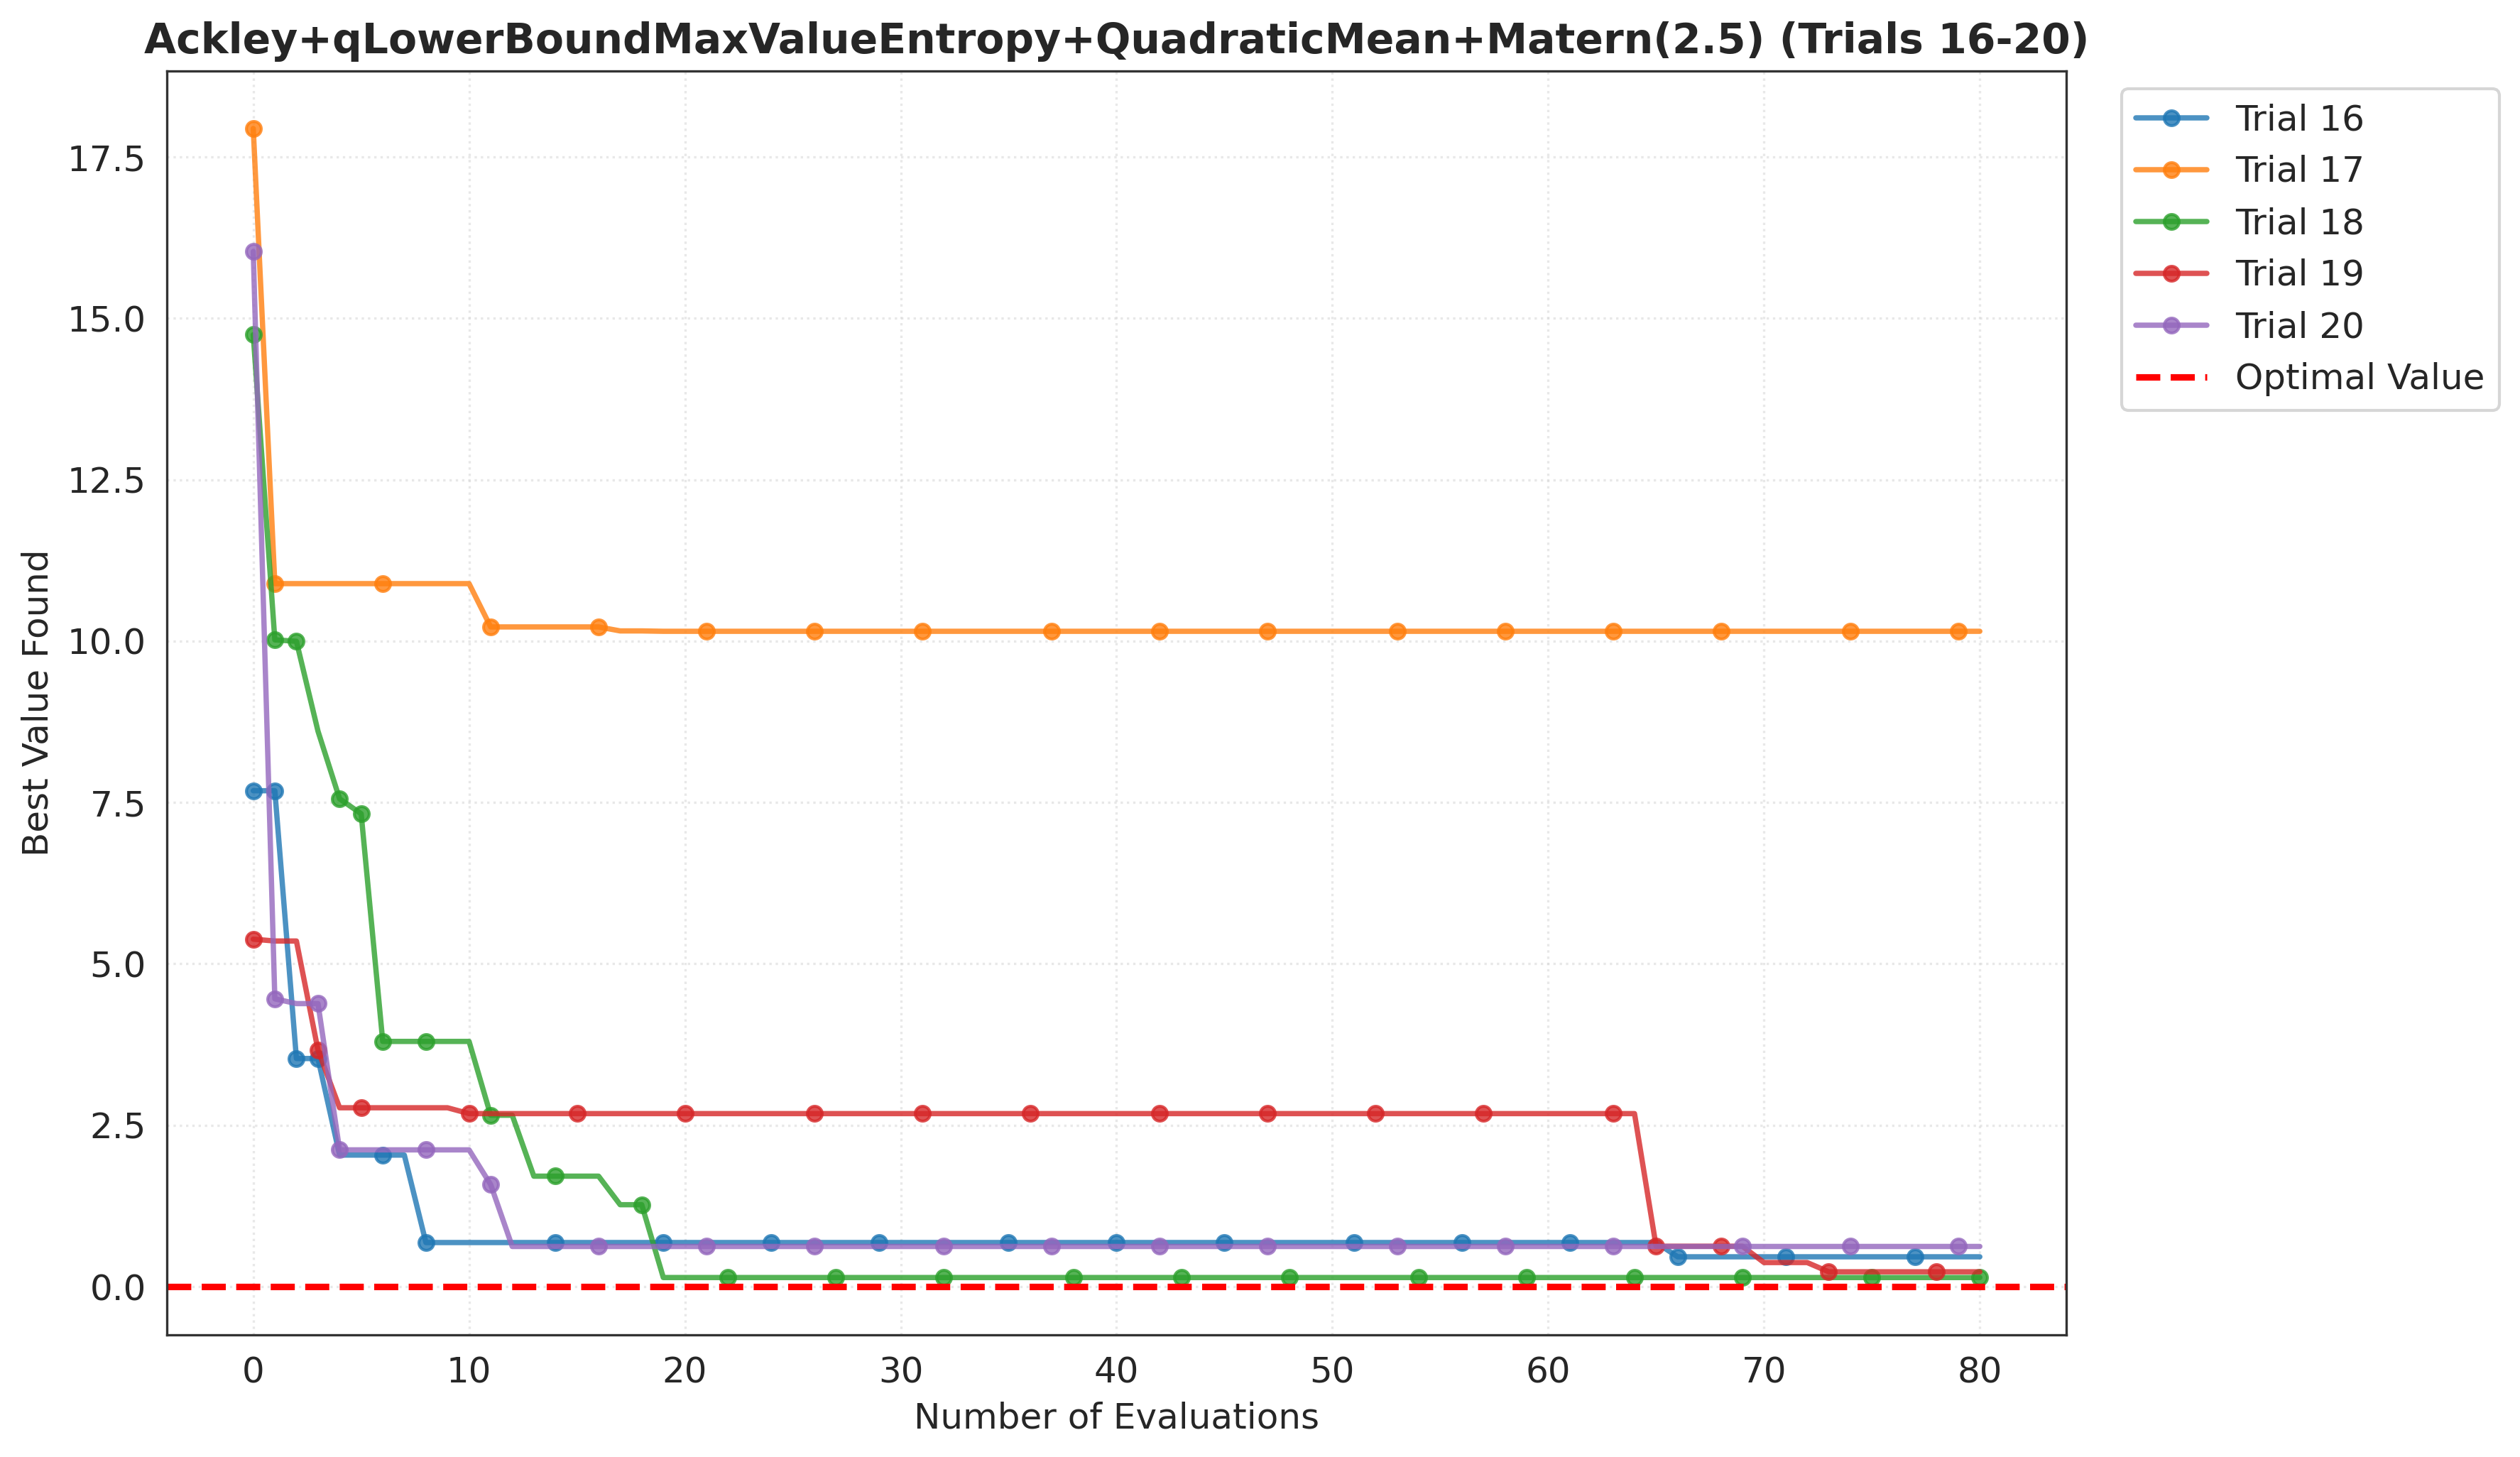 Ackley+qLowerBoundMaxValueEntropy+QuadraticMean+Matern(2.5) (Trials 16-20)
Trial 16
Trial 17
Trial 18
Trial 19
Trial 20
Optimal Value
Best Value Found
17.5
15.0
12.5
10.0
7.5
5.0
2.5
0.0
0 10 20 30 40 50 60 70 80
Number of Evaluations